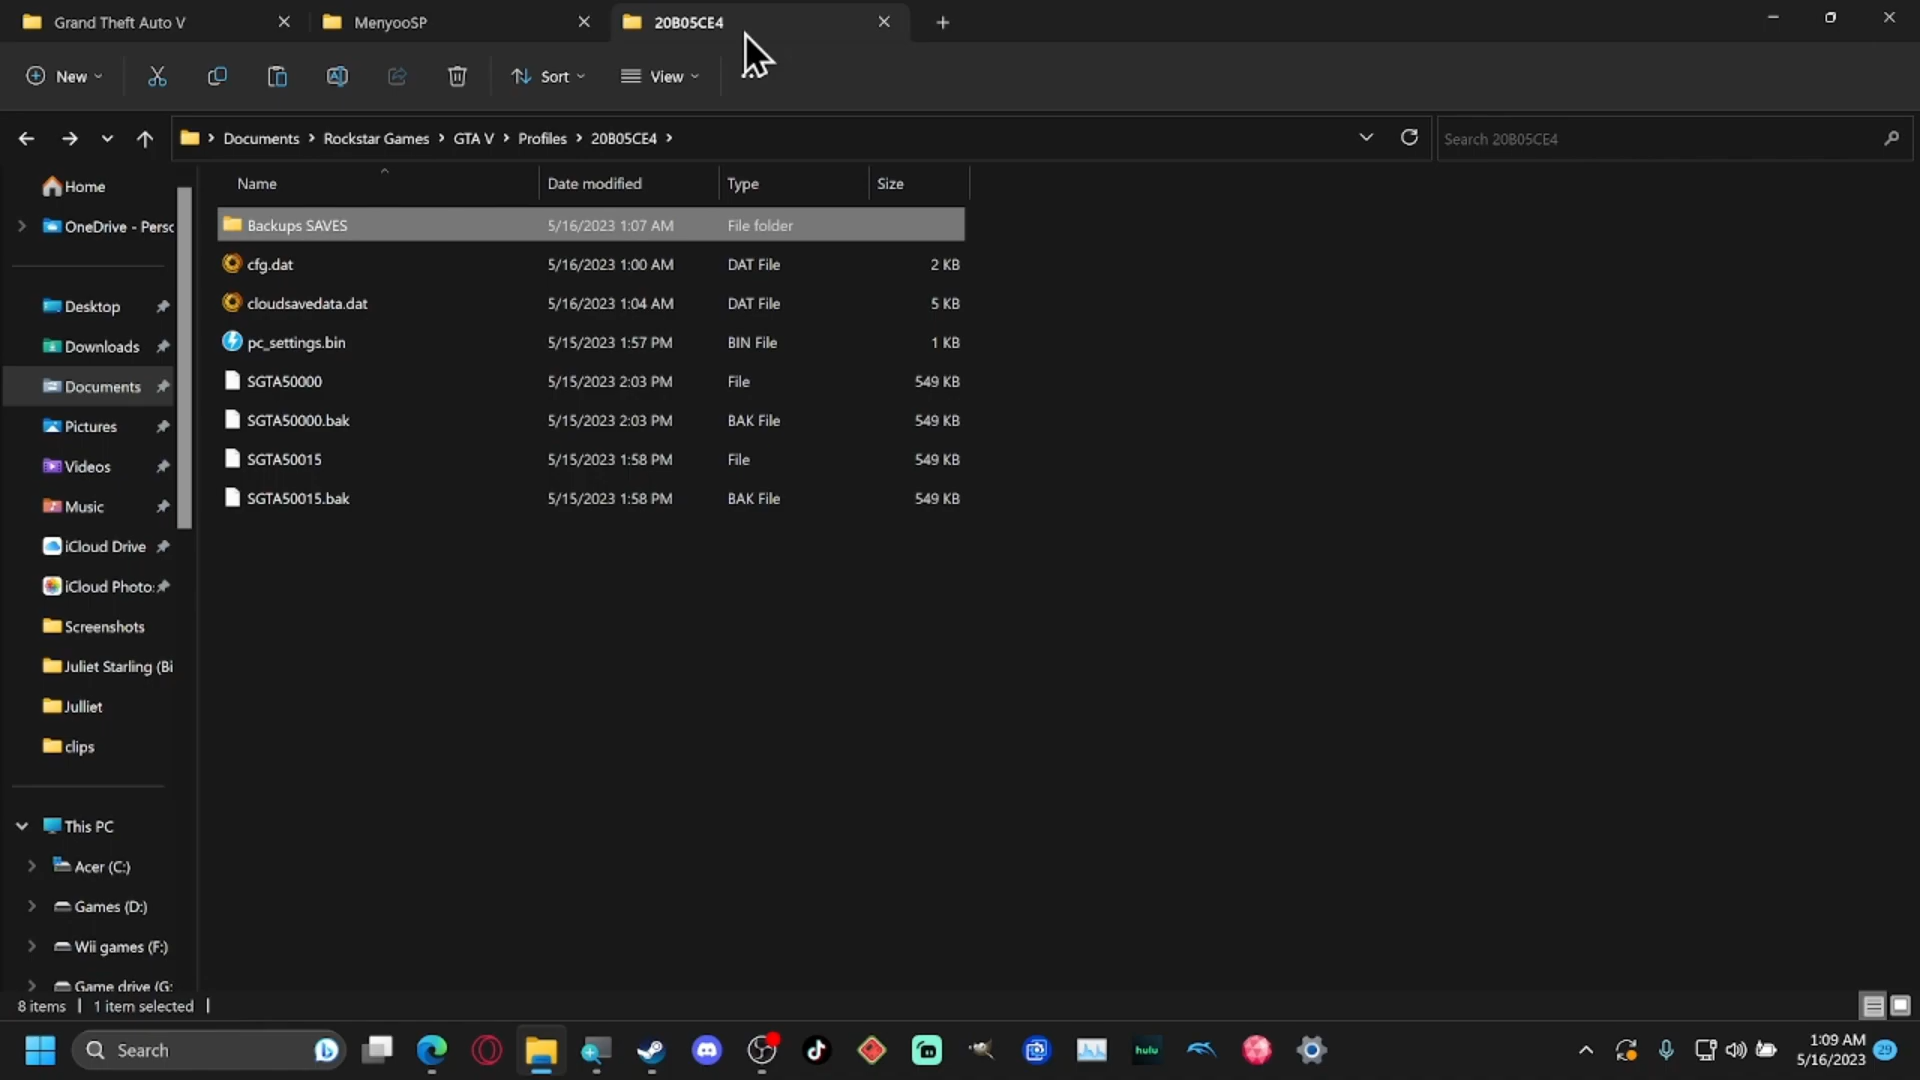 Grand Theft Auto V
MenyooSP
20B05CE4
New
Sort
View
Documents
Rockstar Games
GTA V
Profiles
20B05CE4
Search 20B05CE4
Name Date modified Type Size
Backups SAVES 5/16/2023 1:07 AM File folder
cfg.dat 5/16/2023 1:00 AM DAT File 2 KB
cloudsavedata.dat 5/16/2023 1:04 AM DAT File 5 KB
pc_settings.bin 5/15/2023 1:57 PM BIN File 1 KB
SGTA50000 5/15/2023 2:03 PM File 549 KB
SGTA50000.bak 5/15/2023 2:03 PM BAK File 549 KB
SGTA50015 5/15/2023 1:58 PM File 549 KB
SGTA50015.bak 5/15/2023 1:58 PM BAK File 549 KB
Home
OneDrive - Perso
Desktop
Downloads
Documents
Pictures
Videos
Music
iCloud Drive
iCloud Photo
Screenshots
Juliet Starling (Bi
Julliet
clips
This PC
Acer (C:)
Games (D:)
Wii games (F:)
Game drive (G:
8 items 1 item selected
Search
hulu
1:09 AM
5/16/2023
29